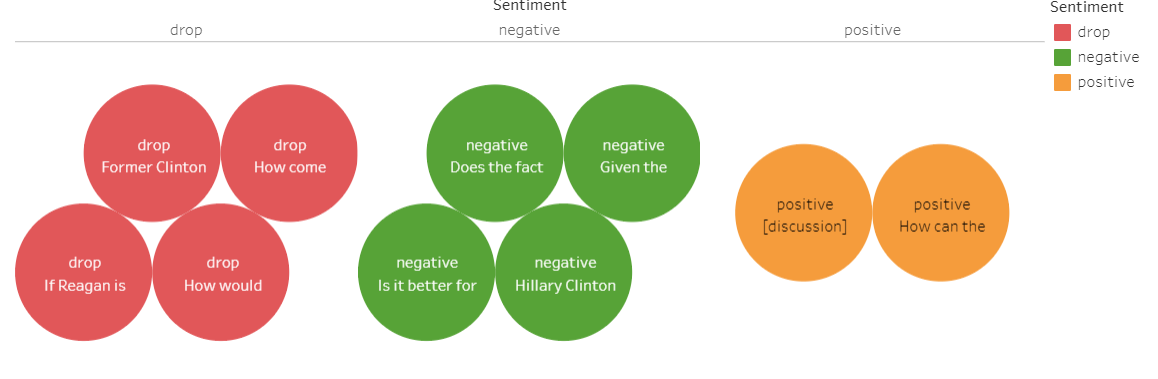 Sentiment
drop
negative
positive
drop
Former Clinton
drop
How come
drop
If Reagan is
drop
How would
negative
Does the fact
negative
Given the
negative
Is it better for
negative
Hillary Clinton
positive
[discussion]
positive
How can the
Sentiment
drop
negative
positive